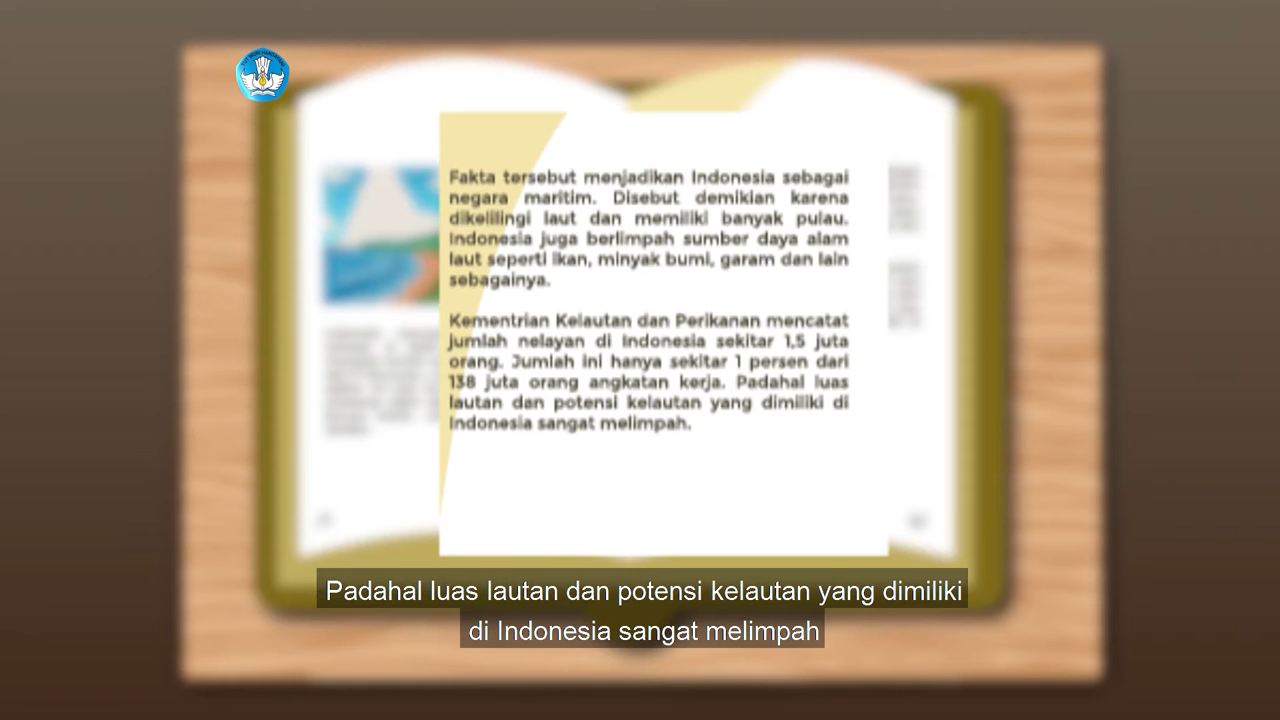 Fakta tersebut menjadikan Indonesia sebagai
negara maritim. Disebut demikian karena
dikelilingi laut dan memiliki banyak pulau.
Indonesia juga berlimpah sumber daya alam
laut seperti ikan, minyak bumi, garam dan lain
sebagainya.
Kementrian Kelautan dan Perikanan mencatat
jumlah nelayan di Indonesia sekitar 1,5 juta
orang. Jumlah ini hanya sekitar 1 persen dari
138 juta orang angkatan kerja. Padahal luas
lautan dan potensi kelautan yang dimiliki di
Indonesia sangat melimpah.
Padahal luas lautan dan potensi kelautan yang dimiliki
di Indonesia sangat melimpah